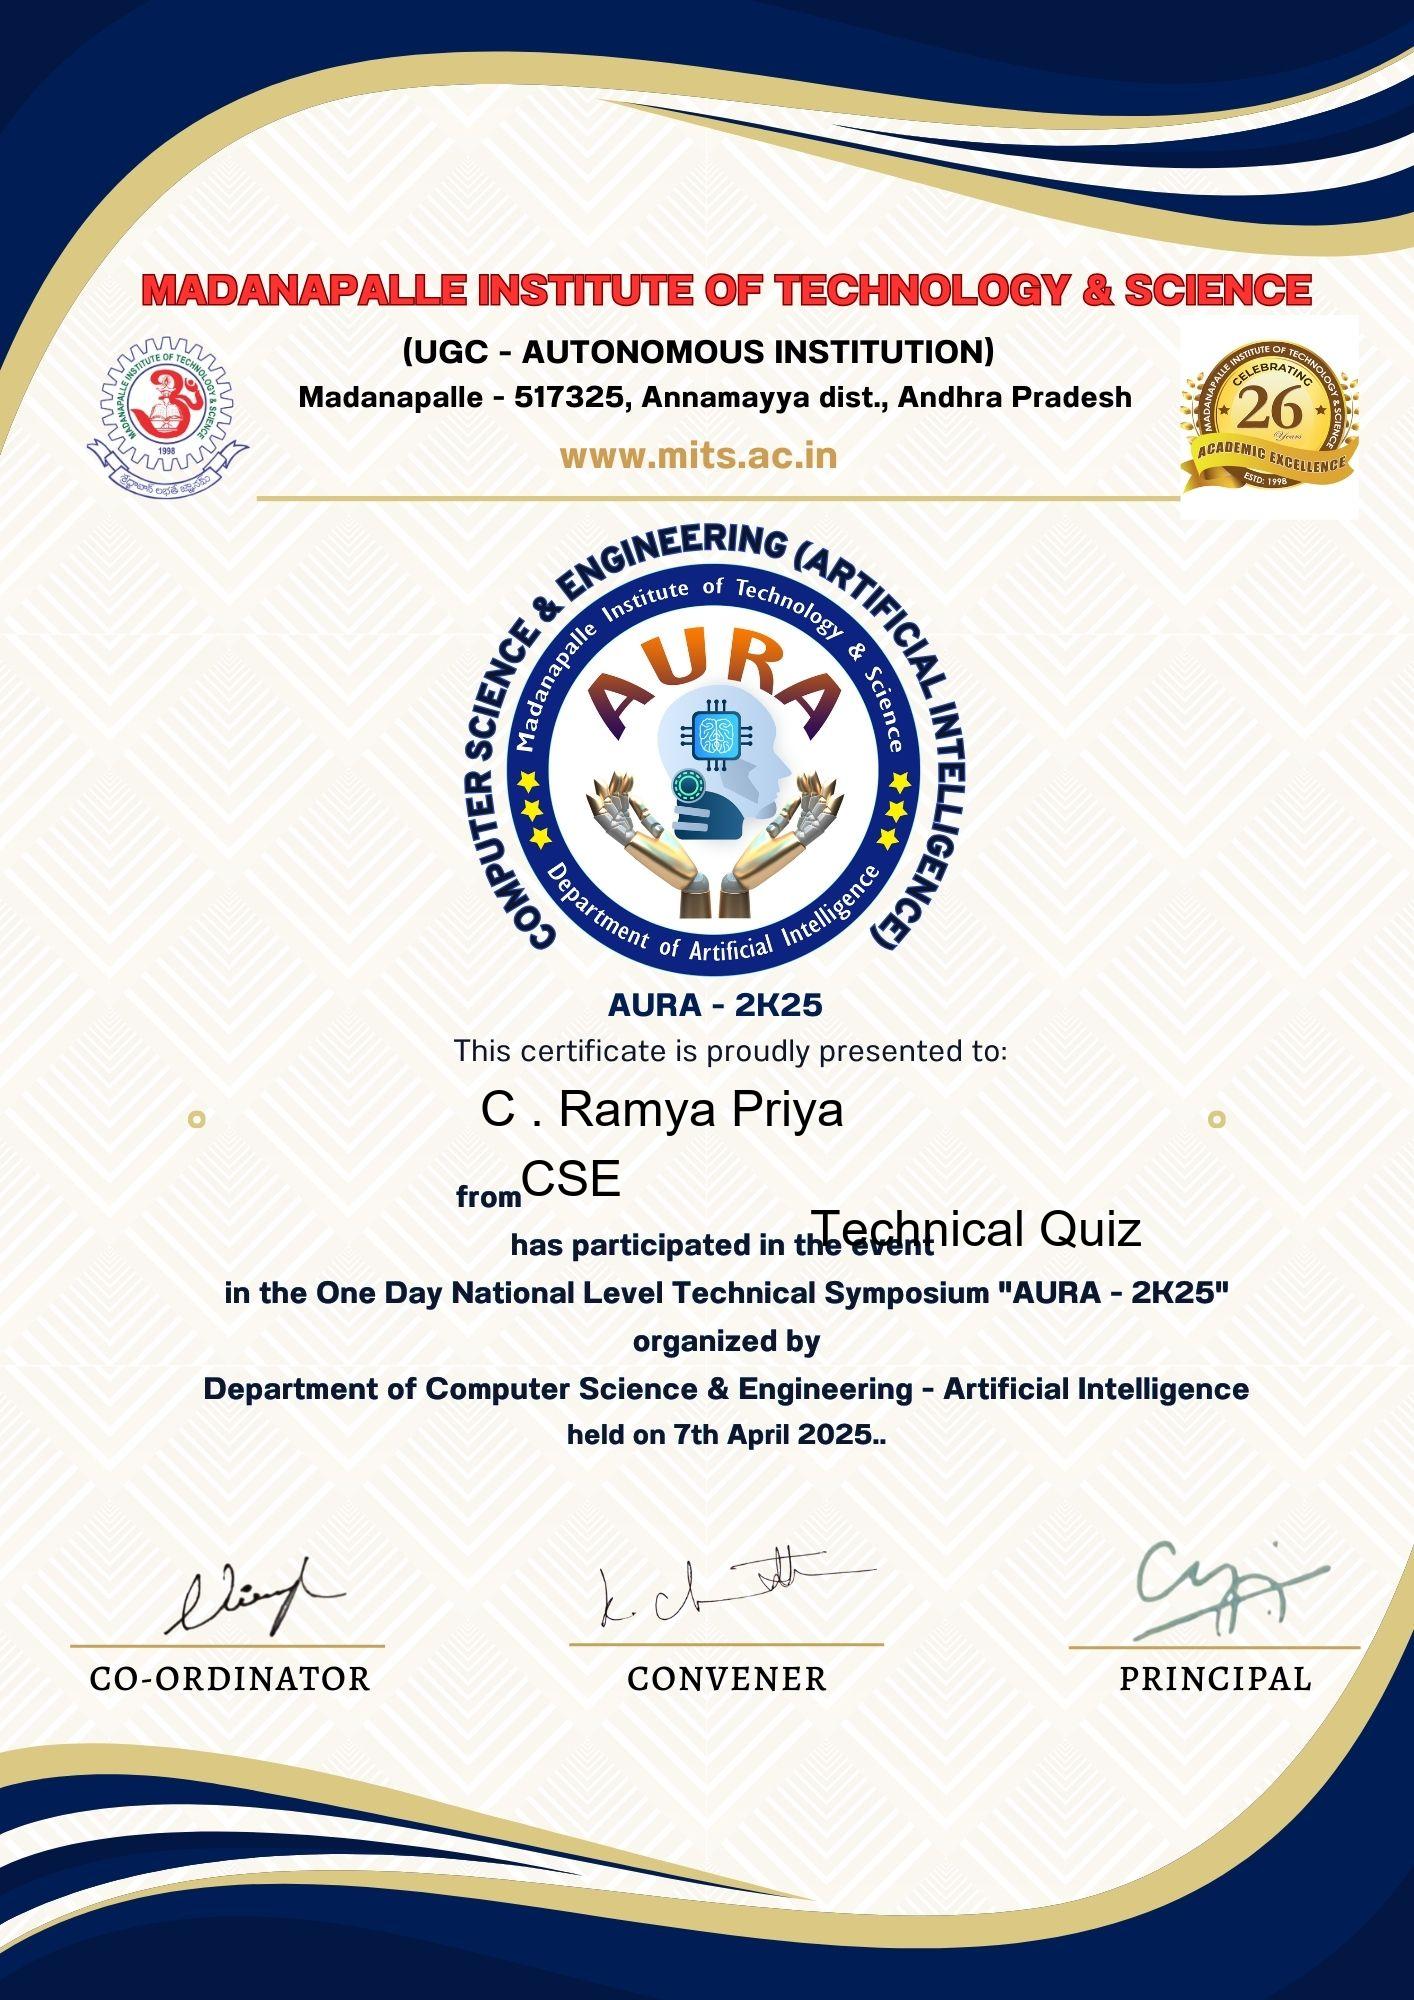 MADANAPALLE INSTITUTE OF TECHNOLOGY & SCIENCE
(UGC - AUTONOMOUS INSTITUTION)
Madanapalle - 517325, Annamayya dist., Andhra Pradesh
www.mits.ac.in
MADANAPALLE INSTITUTE OF TECHNOLOGY & SCIENCE
1998
MADANAPALLE INSTITUTE OF TECHNOLOGY & SCIENCE
CELEBRATING
26
Years
ACADEMIC EXCELLENCE
ESTD: 1998
COMPUTER SCIENCE & ENGINEERING (ARTIFICIAL INTELLIGENCE)
Madanapalle Institute of Technology & Science
AURA
Department of Artificial Intelligence
AURA - 2K25
This certificate is proudly presented to:
C . Ramya Priya
from CSE
has participated in the event Technical Quiz
in the One Day National Level Technical Symposium "AURA - 2K25"
organized by
Department of Computer Science & Engineering - Artificial Intelligence
held on 7th April 2025..
CO-ORDINATOR
CONVENER
PRINCIPAL